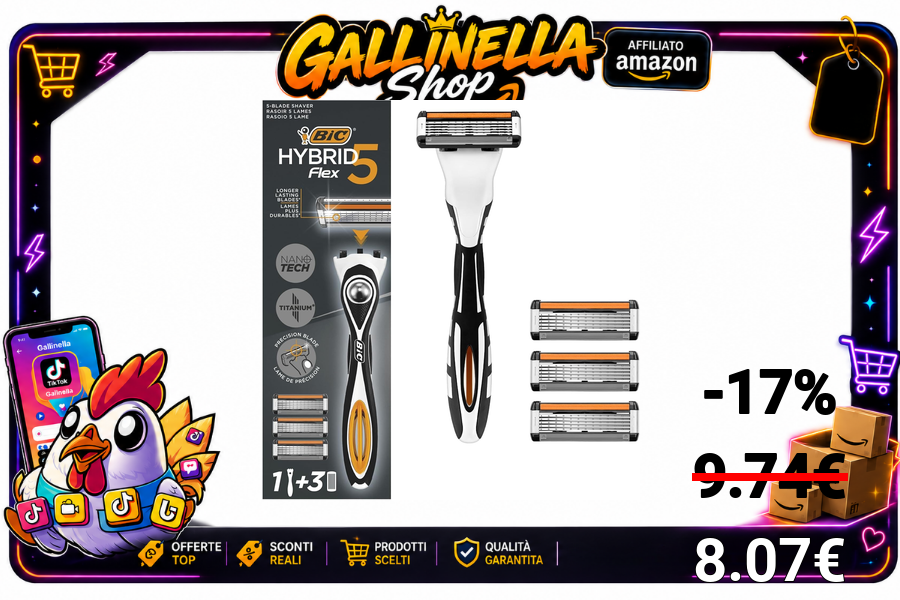 GALLINELLA
Shop
AFFILIATO
amazon
5-BLADE SHAVER
RASOIR 5 LAMES
RASOIO 5 LAME
BIC
HYBRID 5
Flex
LONGER
LASTING
BLADES*
LAMES
PLUS
DURABLES*
NANO
TECH
TITANIUM*
PRECISION BLADE
LAME DE PRÉCISION
BIC
1 +3
Gallinella
TikTok
Gallinella
-17%
9.74€
8.07€
OFFERTE
TOP
SCONTI
REALI
PRODOTTI
SCELTI
QUALITÀ
GARANTITA